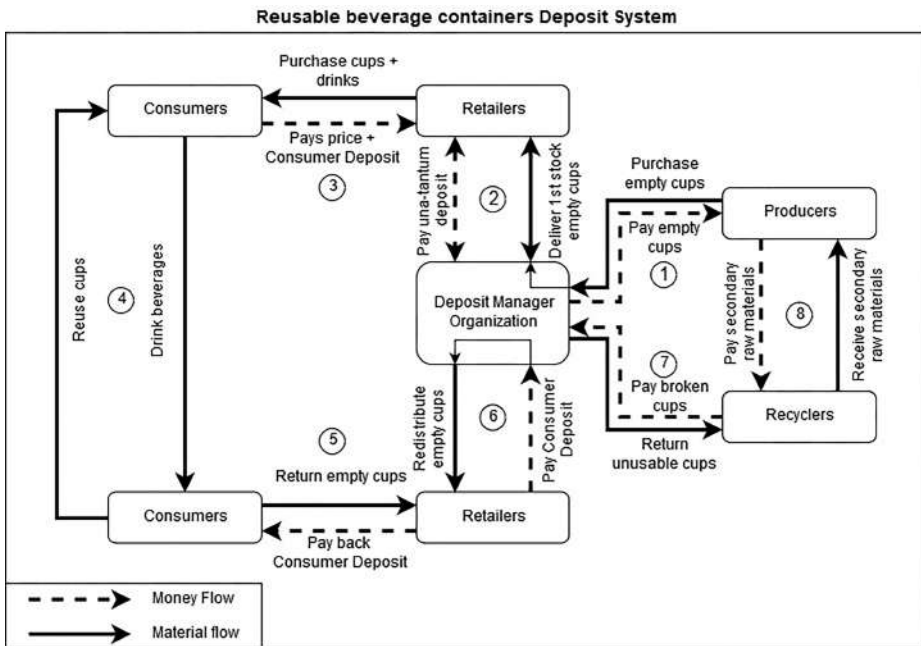 Reusable beverage containers Deposit System
Purchase cups +
drinks
Consumers
Retailers
Pays price +
Consumer Deposit
3
Pay una-tantum
deposit
2
Deliver 1st stock
empty cups
Purchase
empty cups
Producers
Pay empty
cups
1
Reuse cups
4
Drink beverages
Deposit Manager
Organization
Pay secondary
raw materials
8
Receive secondary
raw materials
7
Pay broken
cups
Recyclers
Return
unusable cups
Redistribute
empty cups
6
Pay Consumer
Deposit
5
Return empty cups
Consumers
Retailers
Pay back
Consumer Deposit
Money Flow
Material flow